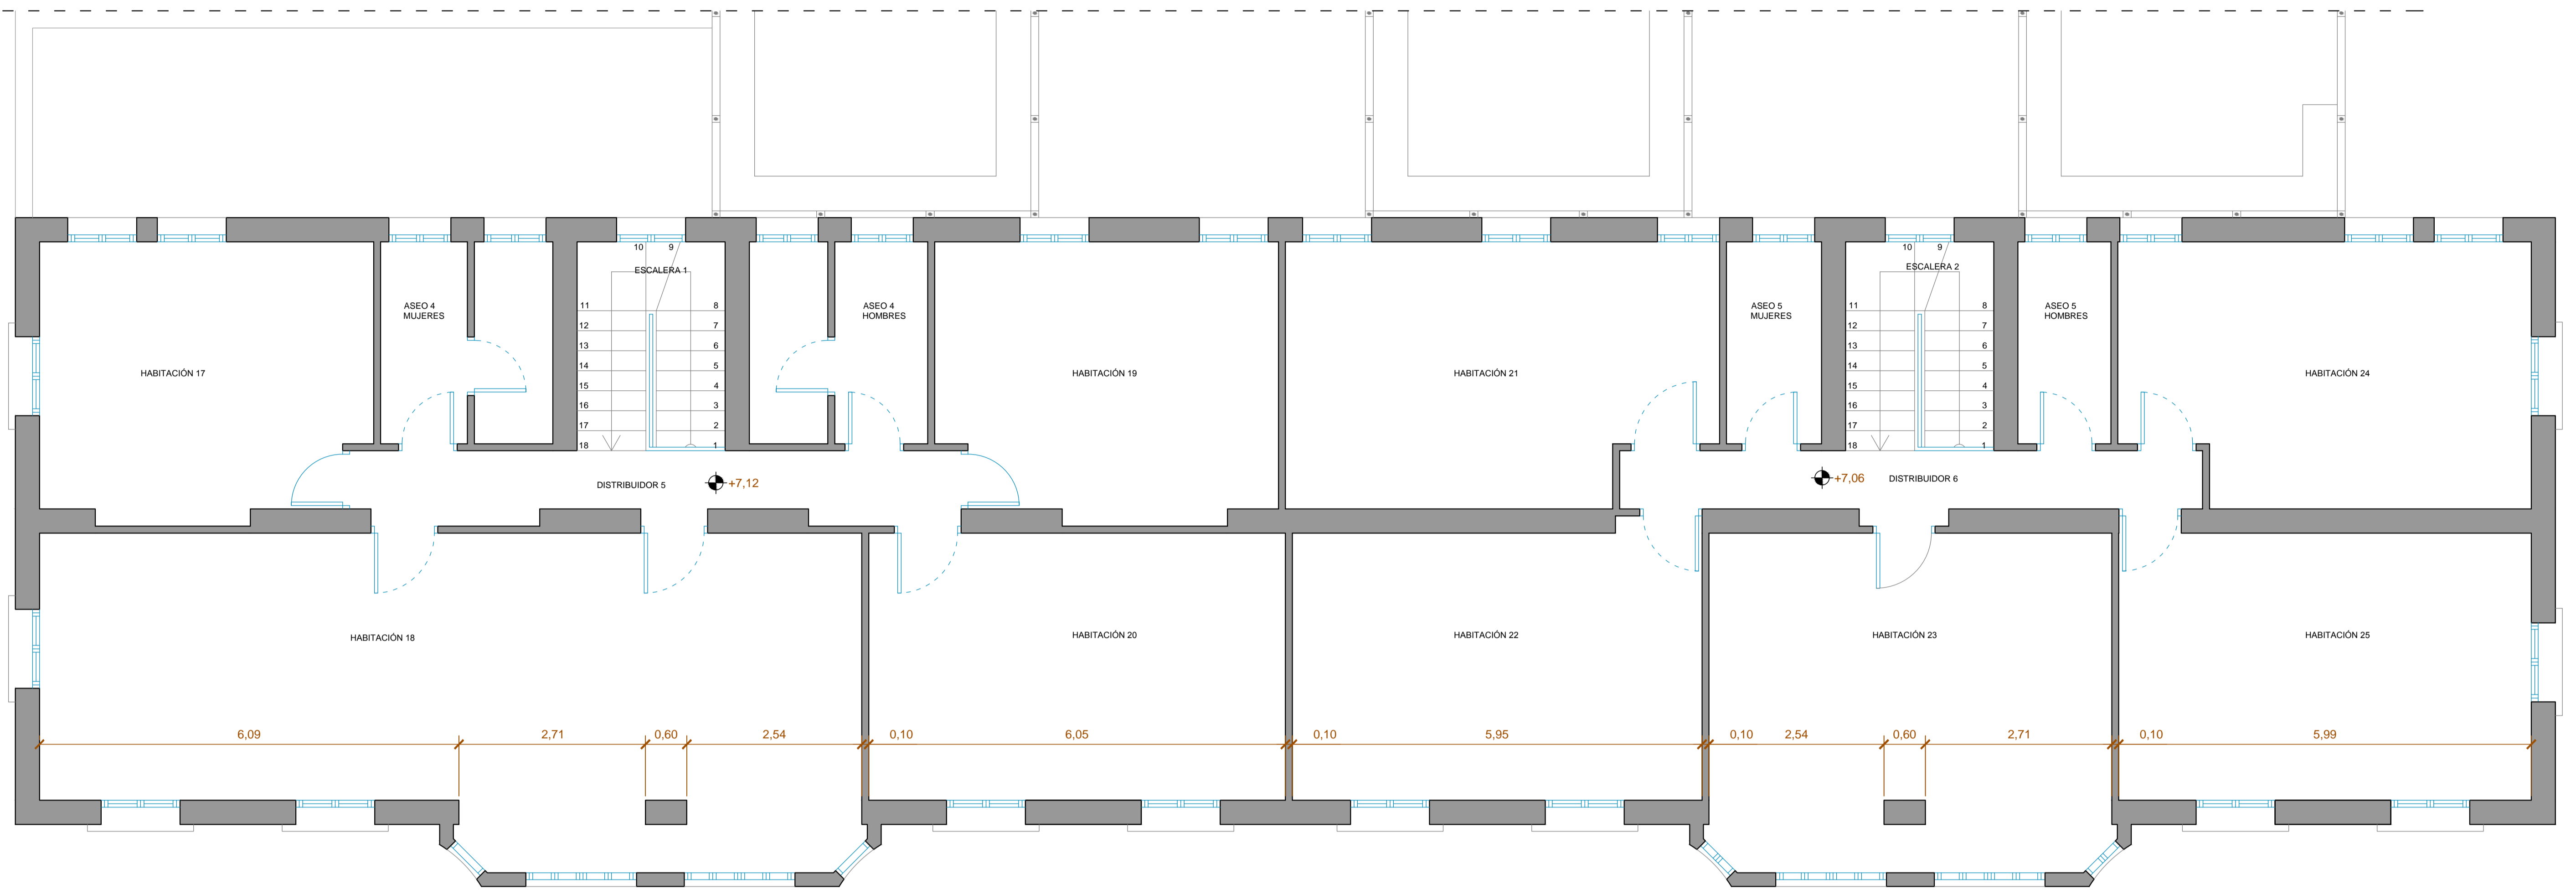 10 9
ESCALERA 1
11 8
12 7
13 6
14 5
15 4
16 3
17 2
18 1
10 9
ESCALERA 2
11 8
12 7
13 6
14 5
15 4
16 3
17 2
18 1
ASEO 4
MUJERES
ASEO 4
HOMBRES
ASEO 5
MUJERES
ASEO 5
HOMBRES
HABITACIÓN 17
HABITACIÓN 19
HABITACIÓN 21
HABITACIÓN 24
DISTRIBUIDOR 5
+7,12
+7,06
DISTRIBUIDOR 6
HABITACIÓN 18
HABITACIÓN 20
HABITACIÓN 22
HABITACIÓN 23
HABITACIÓN 25
6,09 2,71 0,60 2,54 0,10 6,05 0,10 5,95 0,10 2,54 0,60 2,71 0,10 5,99